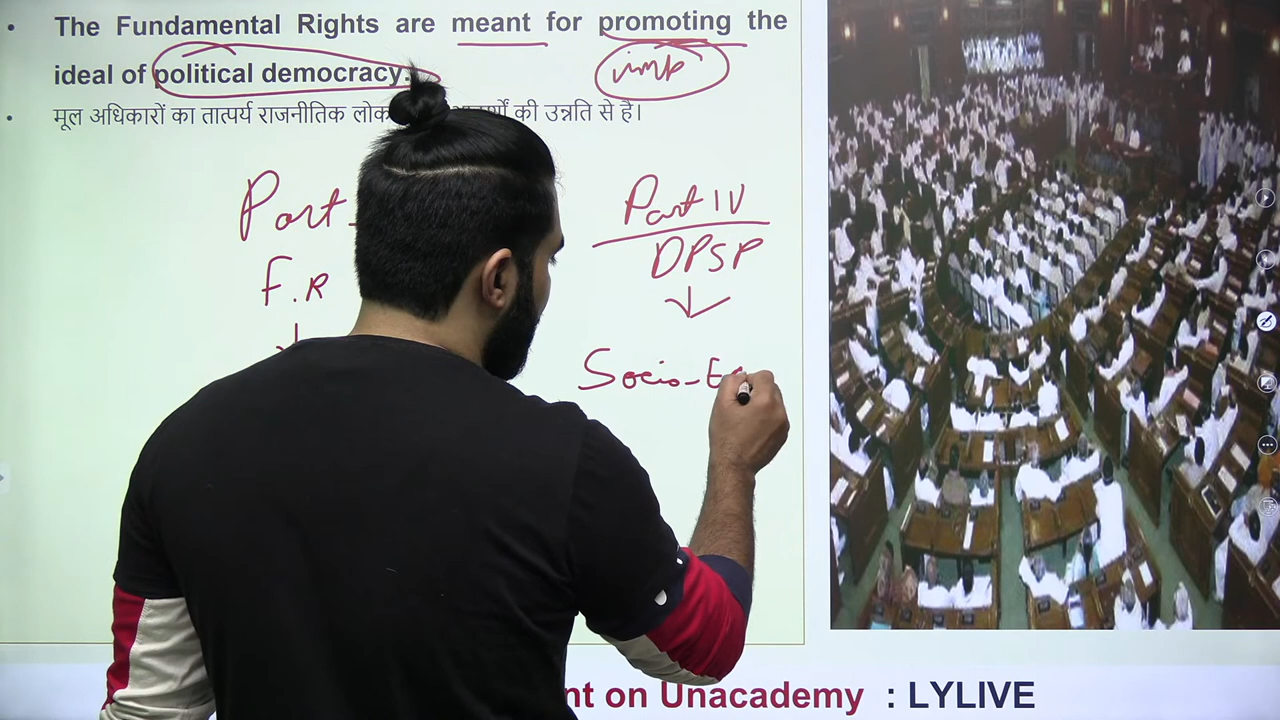 The Fundamental Rights are meant for promoting the
ideal of political democracy.
imp
मूल अधिकारों का तात्पर्य राजनीतिक की उन्नति से है।
Part
Part IV
F.R
DPSP
Socio-E
nt on Unacademy : LYLIVE